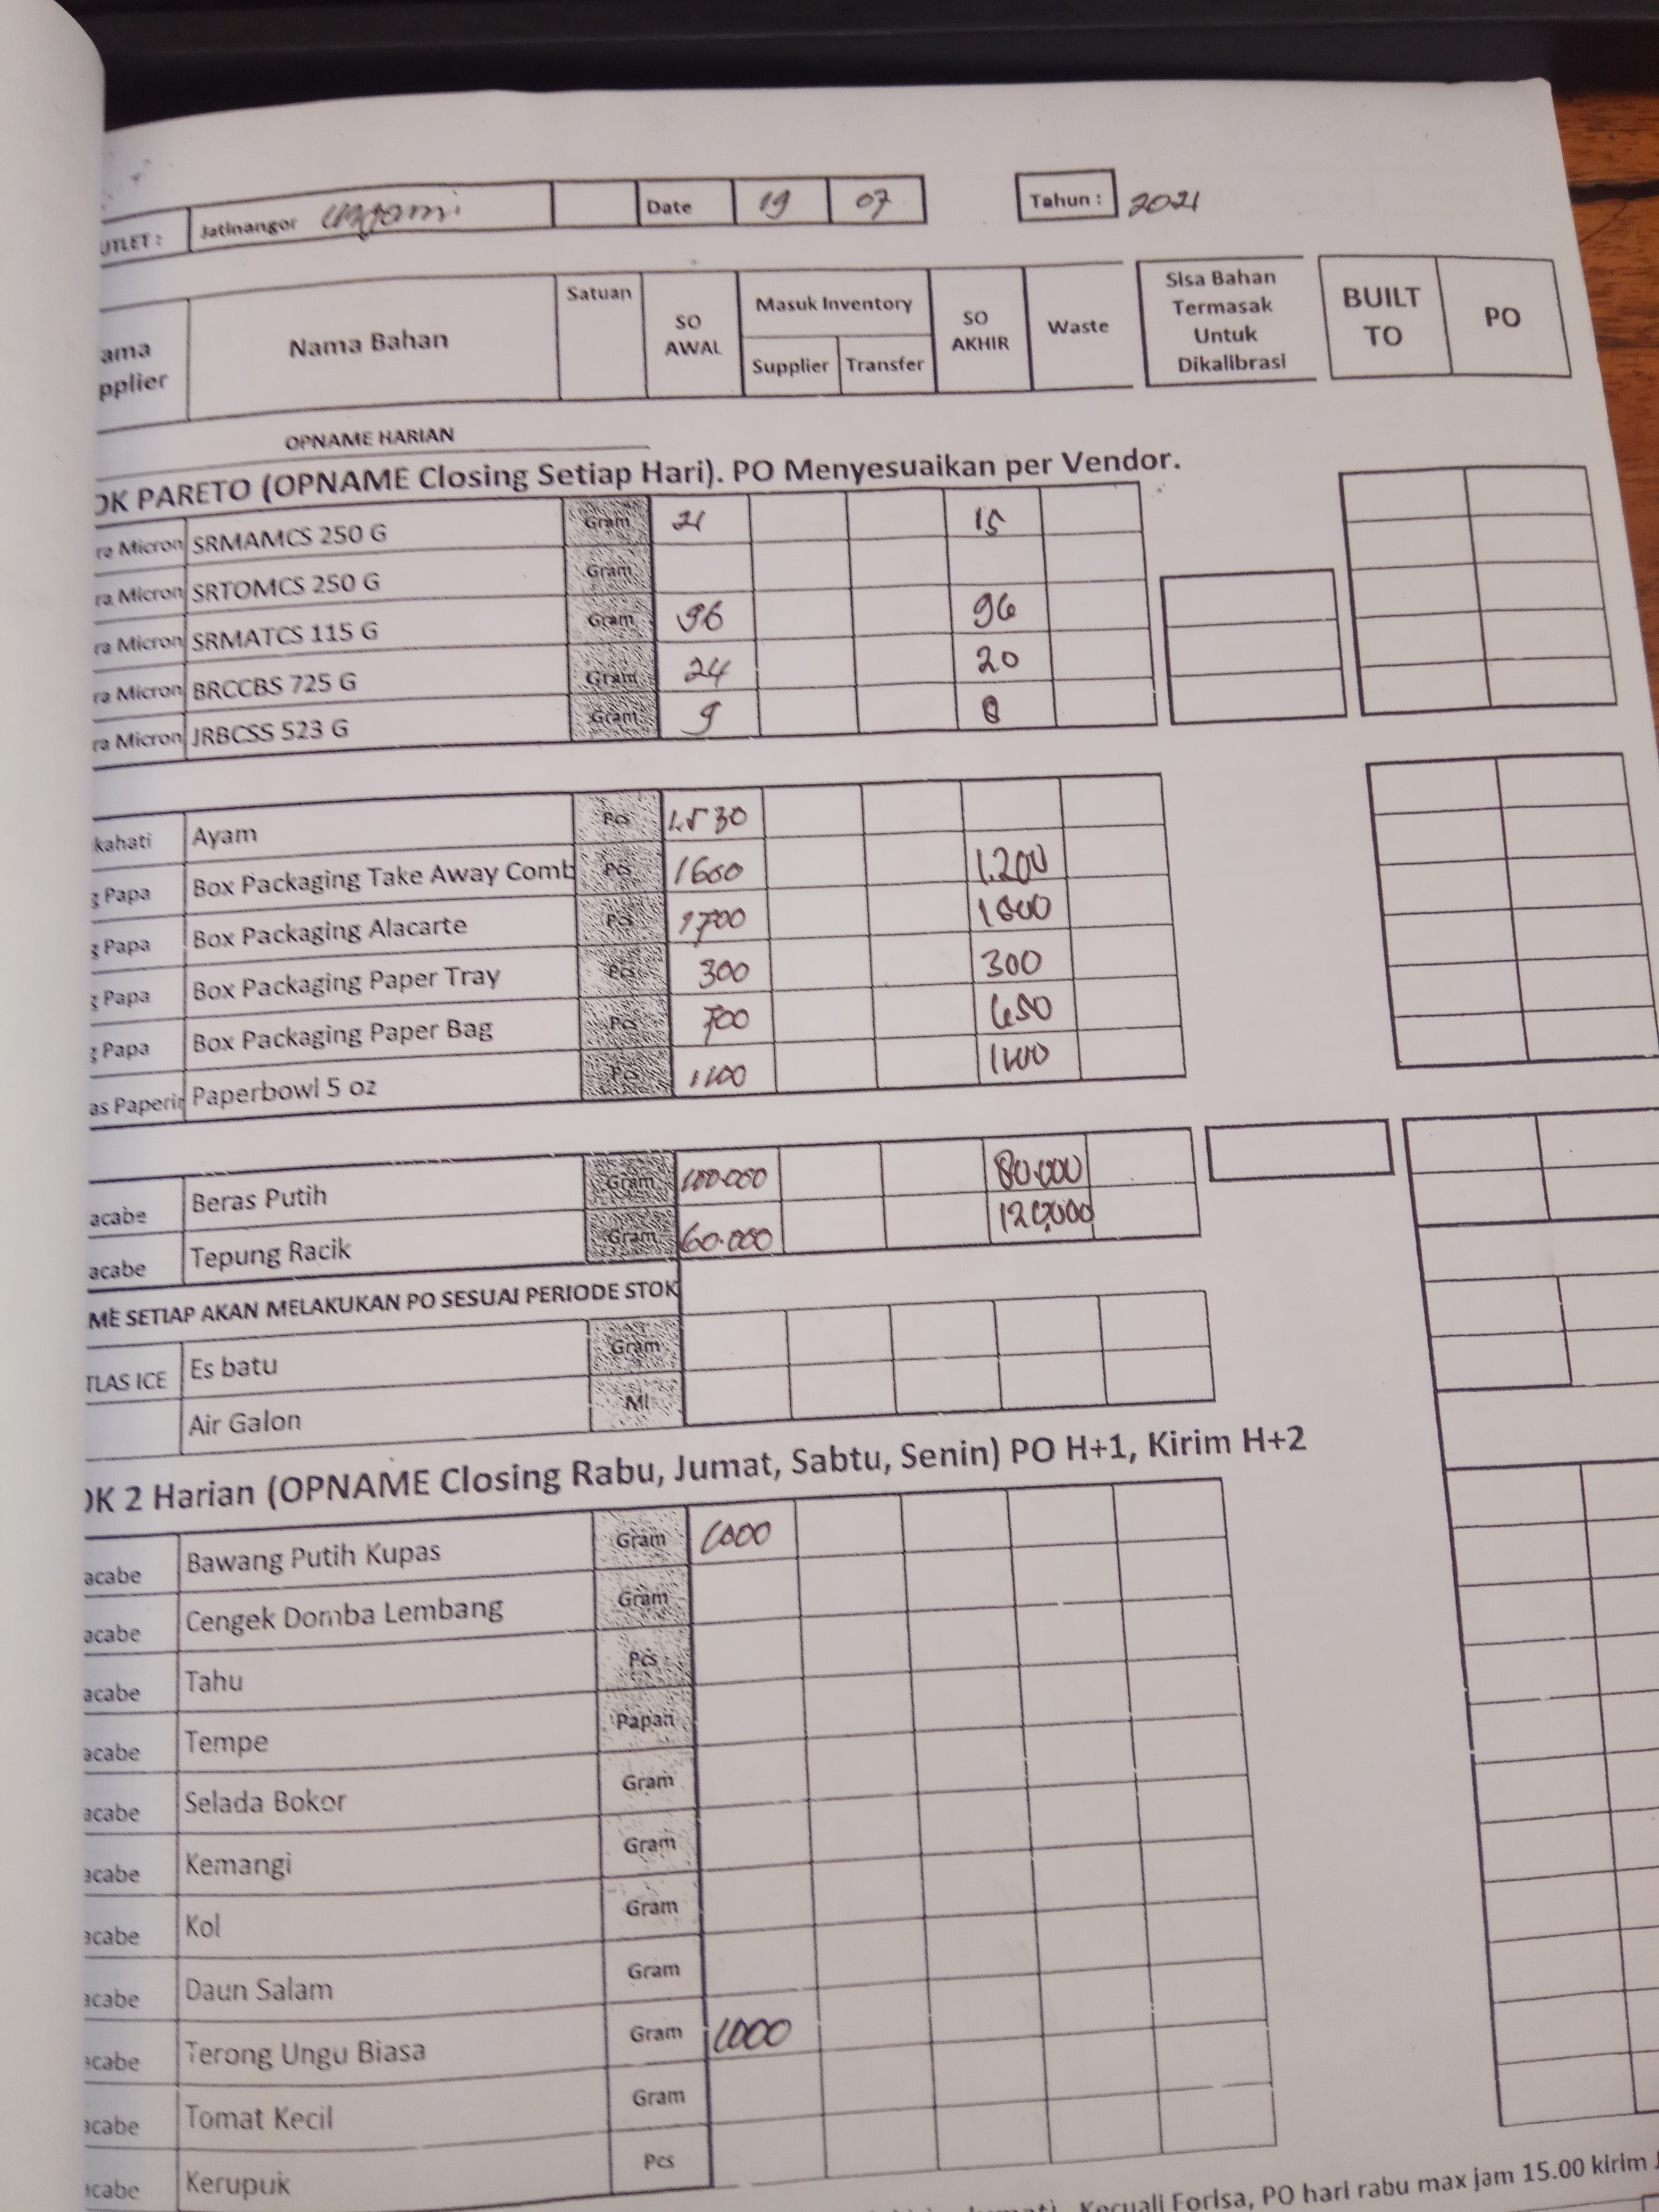 UTLET : Jatinangor Date 19 07 Tahun : 2021
ama pplier Nama Bahan Satuan SO AWAL Masuk Inventory Supplier Transfer SO AKHIR Waste Sisa Bahan Termasak Untuk Dikalibrasi BUILT TO PO
OPNAME HARIAN
OK PARETO (OPNAME Closing Setiap Hari). PO Menyesuaikan per Vendor.
ra Micron SRMAMCS 250 G Gram 21 15
ra Micron SRTOMCS 250 G Gram
ra Micron SRMATCS 115 G Gram 96 96
ra Micron BRCCBS 725 G Gram 24 20
ra Micron JRBCSS 523 G Gram 9 8
kahati Ayam Pcs 1.530
g Papa Box Packaging Take Away Comb Pcs 1600 1.200
g Papa Box Packaging Alacarte Pcs 1700
g Papa Box Packaging Paper Tray Pcs 300 300
g Papa Box Packaging Paper Bag Pcs 700 650
as Paperin Paperbowl 5 oz Pcs 1100 1100
acabe Beras Putih Gram 100.000 80.000
acabe Tepung Racik Gram 60.000 120,000
ME SETIAP AKAN MELAKUKAN PO SESUAI PERIODE STOK
TLAS ICE Es batu Gram
Air Galon Ml
OK 2 Harian (OPNAME Closing Rabu, Jumat, Sabtu, Senin) PO H+1, Kirim H+2
acabe Bawang Putih Kupas Gram 1000
acabe Cengek Domba Lembang Gram
acabe Tahu Pcs
acabe Tempe Papan
acabe Selada Bokor Gram
acabe Kemangi Gram
acabe Kol Gram
acabe Daun Salam Gram
acabe Terong Ungu Biasa Gram 1000
acabe Tomat Kecil Gram
acabe Kerupuk Pcs
Kecuali Forisa, PO hari rabu max jam 15.00 kirim J